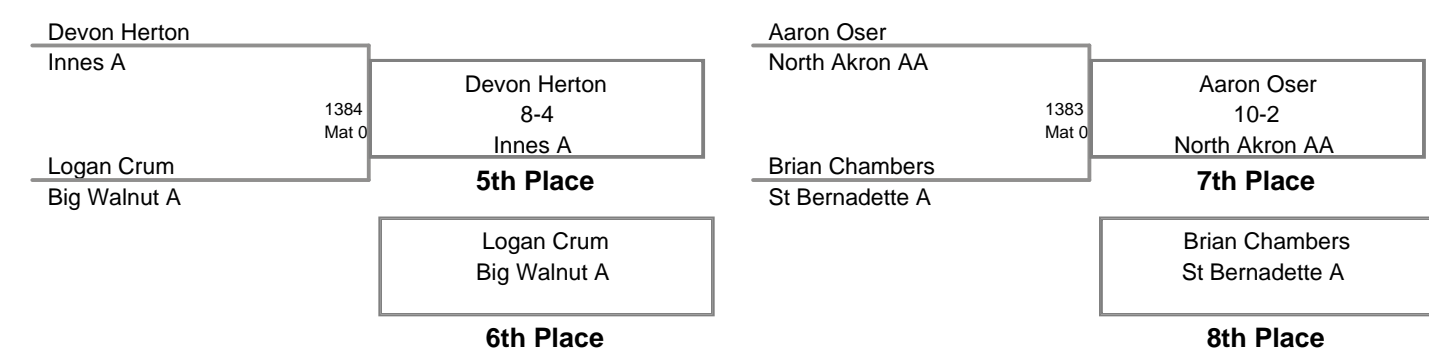 Devon Herton
Innes A
1384
Mat 0
Logan Crum
Big Walnut A
Devon Herton
8-4
Innes A
5th Place
Logan Crum
Big Walnut A
6th Place
Aaron Oser
North Akron AA
1383
Mat 0
Brian Chambers
St Bernadette A
Aaron Oser
10-2
North Akron AA
7th Place
Brian Chambers
St Bernadette A
8th Place